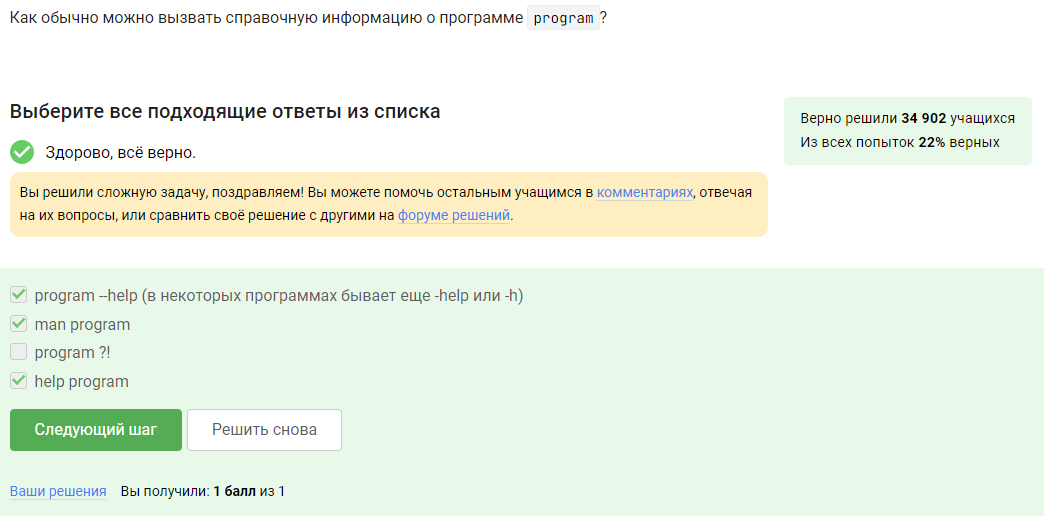 Как обычно можно вызвать справочную информацию о программе program?
Выберите все подходящие ответы из списка
Верно решили 34 902 учащихся
Из всех попыток 22% верных
Здорово, всё верно.
Вы решили сложную задачу, поздравляем! Вы можете помочь остальным учащимся в комментариях, отвечая
на их вопросы, или сравнить своё решение с другими на форуме решений.
program --help (в некоторых программах бывает еще -help или -h)
man program
program ?!
help program
Следующий шаг
Решить снова
Ваши решения Вы получили: 1 балл из 1